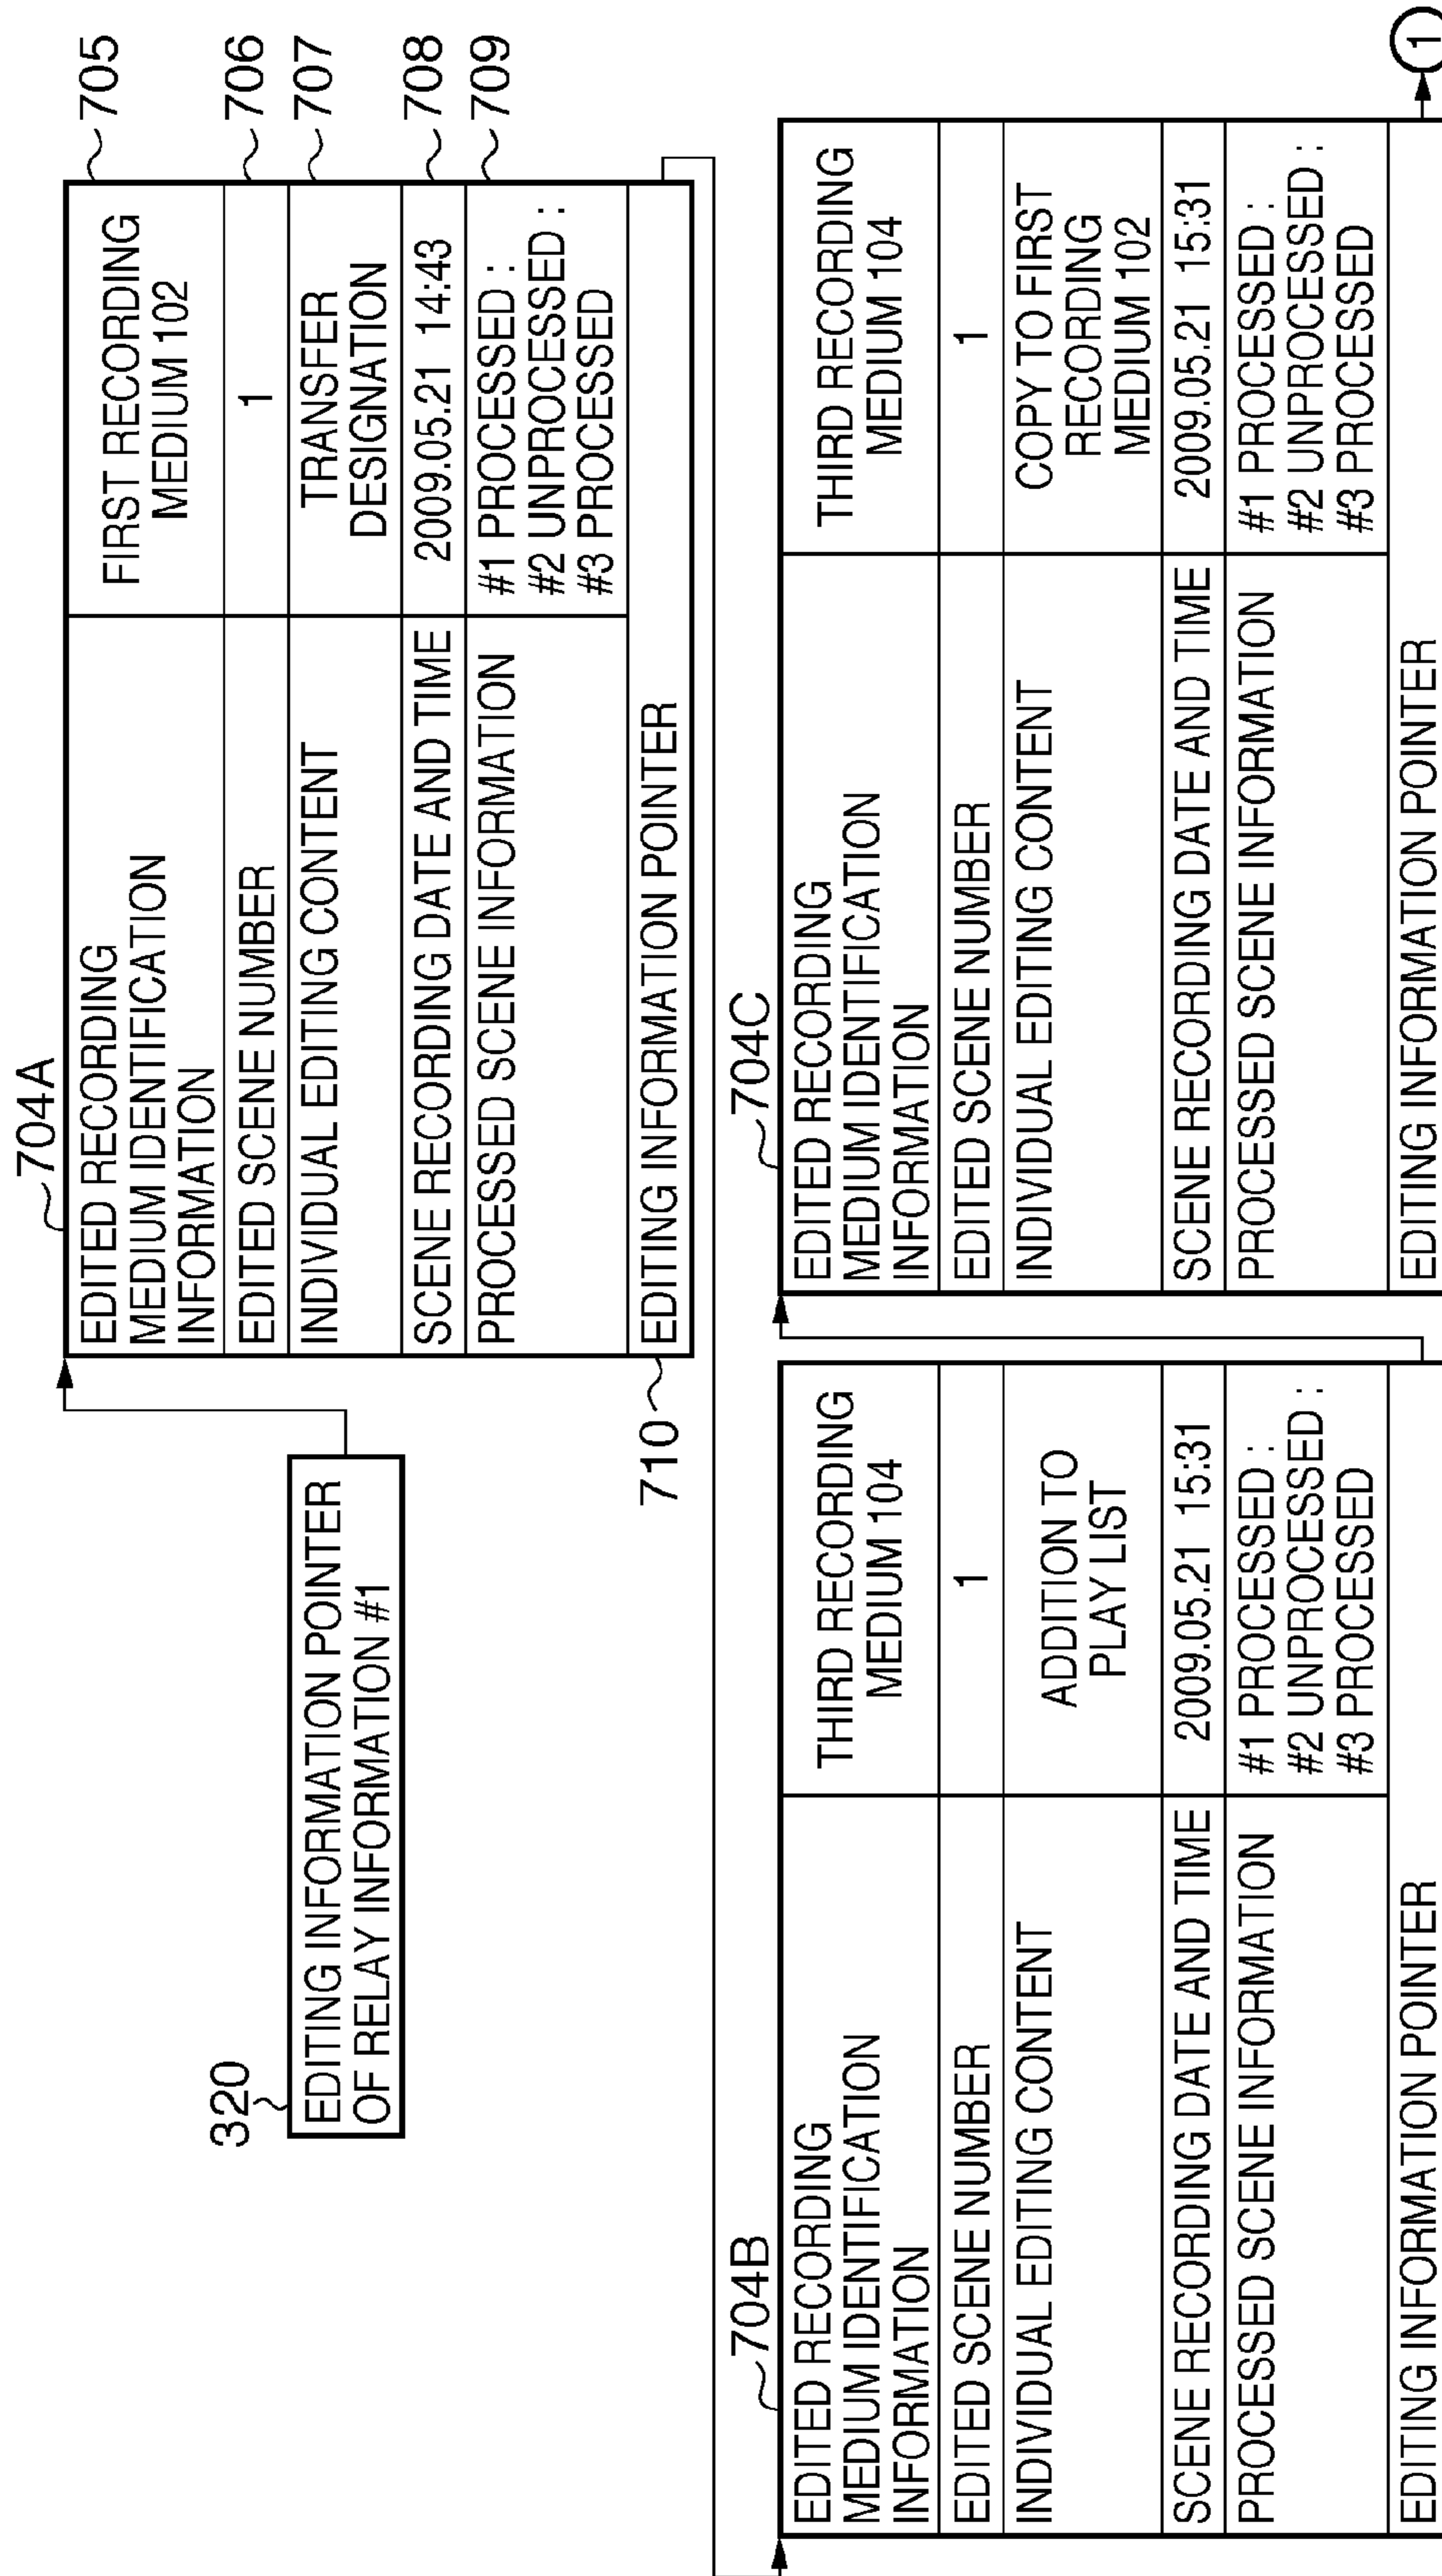 320
EDITING INFORMATION POINTER
OF RELAY INFORMATION #1
704A
EDITED RECORDING
MEDIUM IDENTIFICATION
INFORMATION
FIRST RECORDING
MEDIUM 102
705
EDITED SCENE NUMBER
1
706
INDIVIDUAL EDITING CONTENT
TRANSFER
DESIGNATION
707
SCENE RECORDING DATE AND TIME
2009.05.21 14:43
708
PROCESSED SCENE INFORMATION
#1 PROCESSED :
#2 UNPROCESSED :
#3 PROCESSED
709
EDITING INFORMATION POINTER
710
704B
EDITED RECORDING
MEDIUM IDENTIFICATION
INFORMATION
THIRD RECORDING
MEDIUM 104
EDITED SCENE NUMBER
1
INDIVIDUAL EDITING CONTENT
ADDITION TO
PLAY LIST
SCENE RECORDING DATE AND TIME
2009.05.21 15:31
PROCESSED SCENE INFORMATION
#1 PROCESSED :
#2 UNPROCESSED :
#3 PROCESSED
EDITING INFORMATION POINTER
704C
EDITED RECORDING
MEDIUM IDENTIFICATION
INFORMATION
THIRD RECORDING
MEDIUM 104
EDITED SCENE NUMBER
1
INDIVIDUAL EDITING CONTENT
COPY TO FIRST
RECORDING
MEDIUM 102
SCENE RECORDING DATE AND TIME
2009.05.21 15:31
PROCESSED SCENE INFORMATION
#1 PROCESSED :
#2 UNPROCESSED :
#3 PROCESSED
EDITING INFORMATION POINTER
1